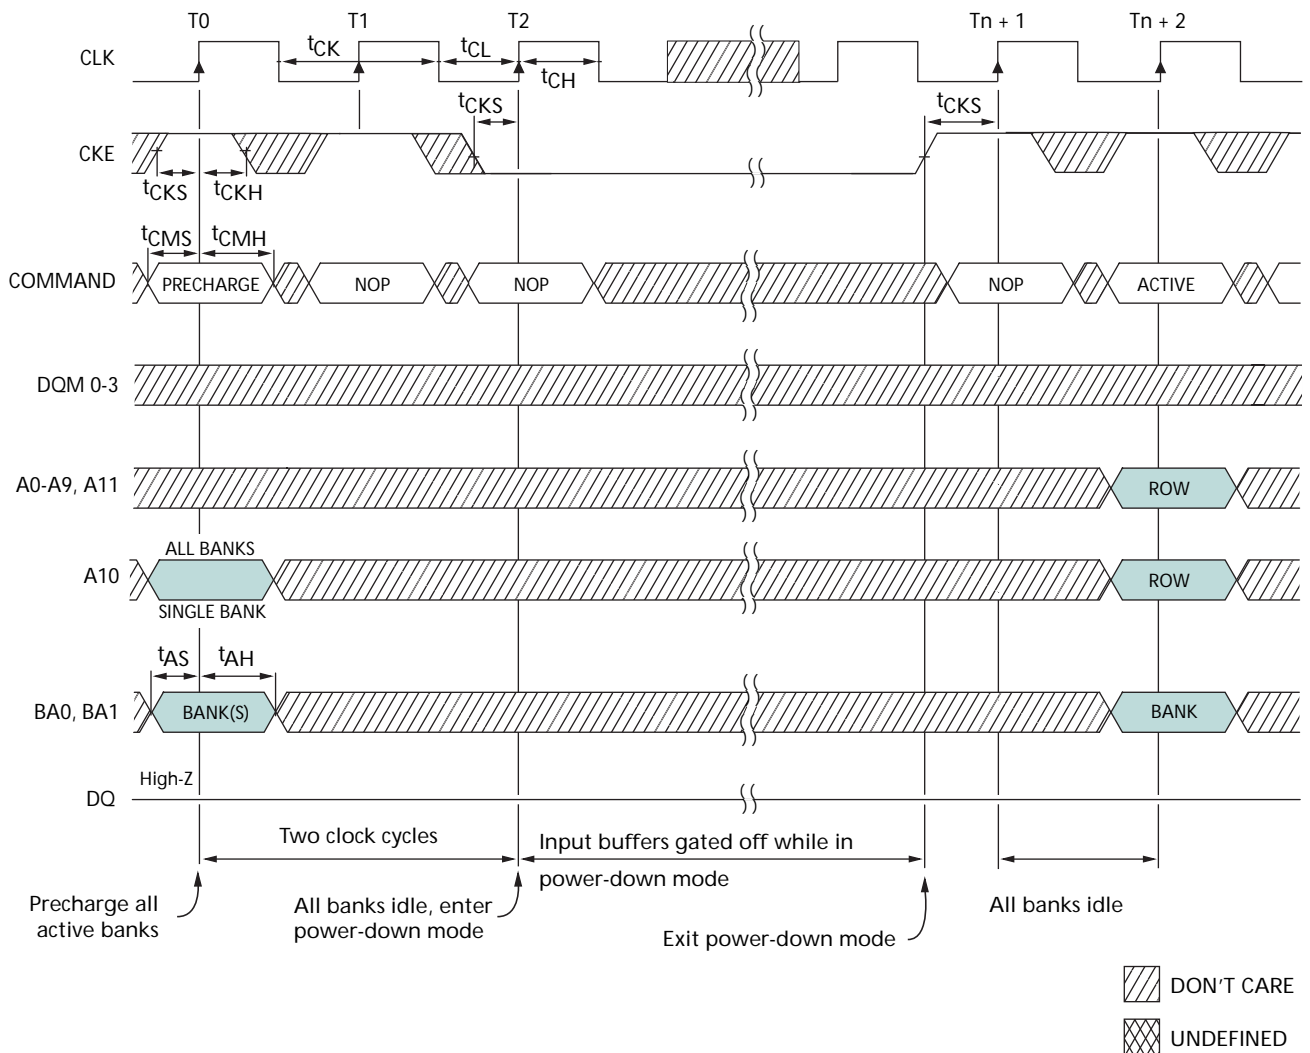 T0 T1 T2 Tn + 1 Tn + 2
CLK
tCK
tCL
tCH
tCKS
tCKS
CKE
tCKS
tCKH
tCMS
tCMH
COMMAND
PRECHARGE
NOP
NOP
NOP
ACTIVE
DQM 0-3
A0-A9, A11
ROW
ALL BANKS
A10
ROW
SINGLE BANK
tAS
tAH
BA0, BA1
BANK(S)
BANK
High-Z
DQ
Two clock cycles
Input buffers gated off while in
power-down mode
Precharge all
active banks
All banks idle, enter
power-down mode
Exit power-down mode
All banks idle
DON'T CARE
UNDEFINED